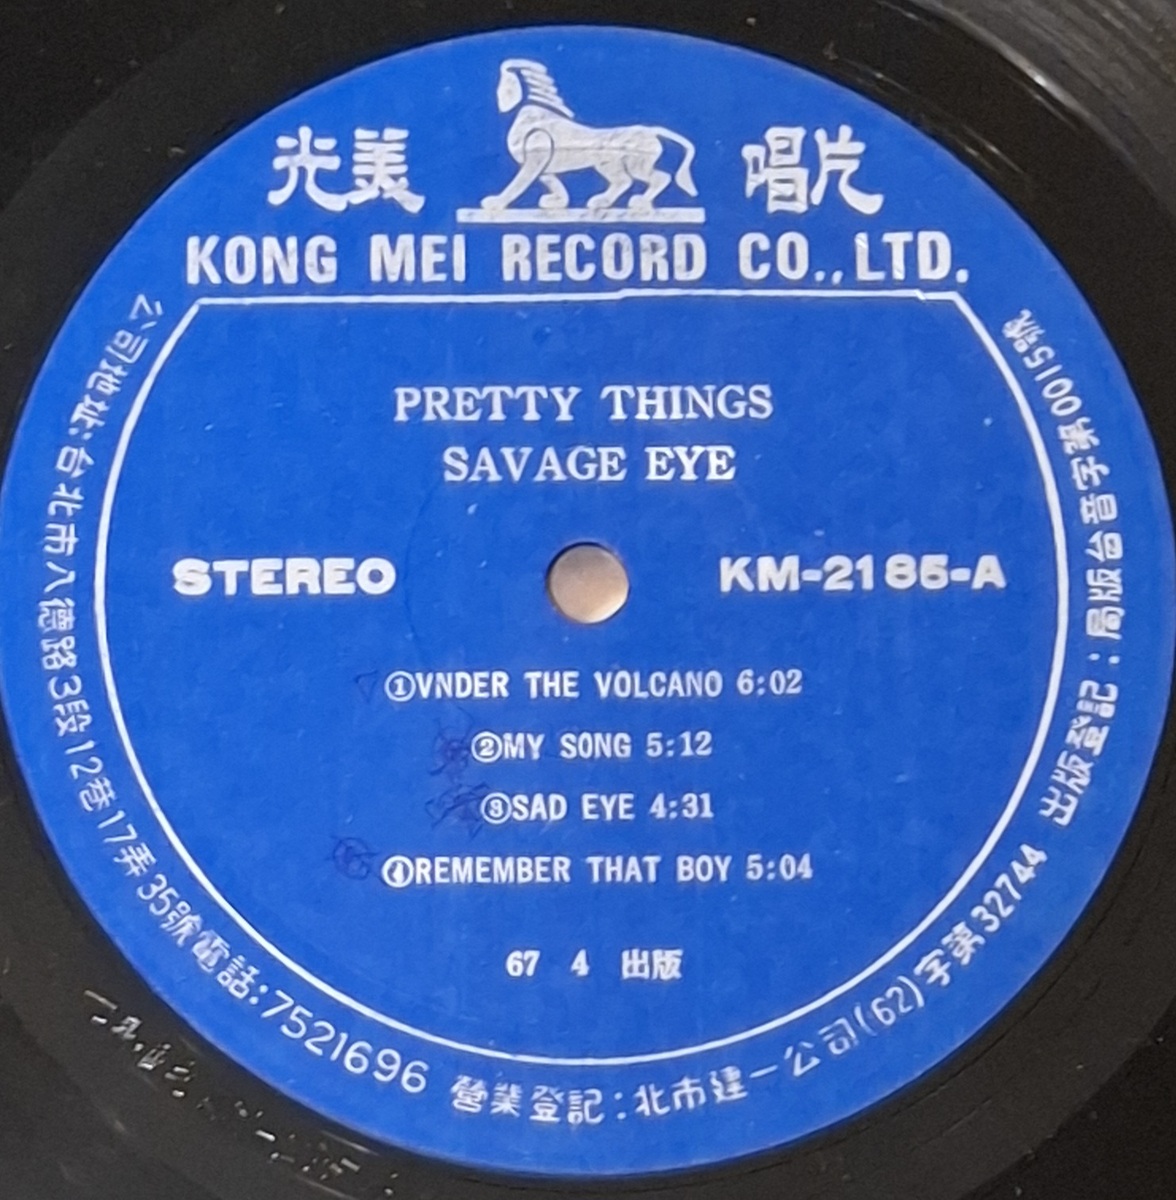 光美 唱片
KONG MEI RECORD CO.,LTD.
PRETTY THINGS
SAVAGE EYE
STEREO
KM-2185-A
①VNDER THE VOLCANO 6:02
②MY SONG 5:12
③SAD EYE 4:31
④REMEMBER THAT BOY 5:04
67 4 出版
公司地址:台北市八德路3段12巷17弄35號電話:7521696
營業登記:北市建一公司(62)字第32744
出版登記:局版台音字第0015號